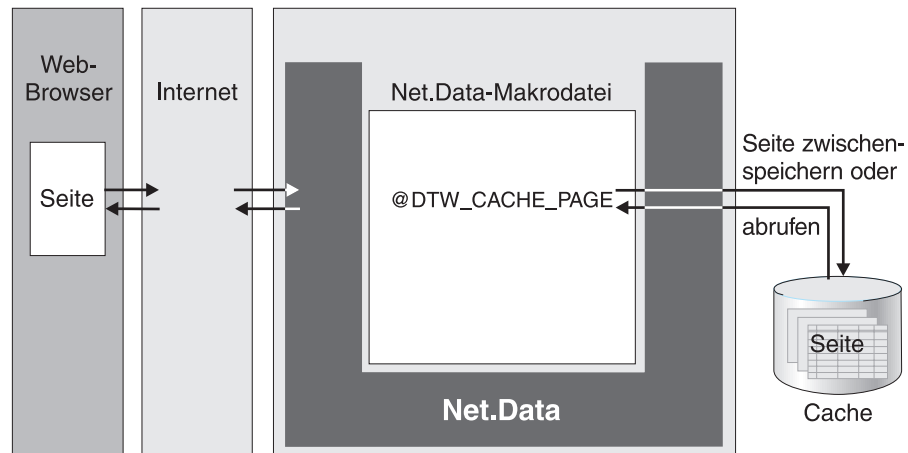 Web-
Browser
Seite
Internet
Net.Data-Makrodatei
@DTW_CACHE_PAGE
Net.Data
Seite zwischen-
speichern oder
abrufen
Seite
Cache